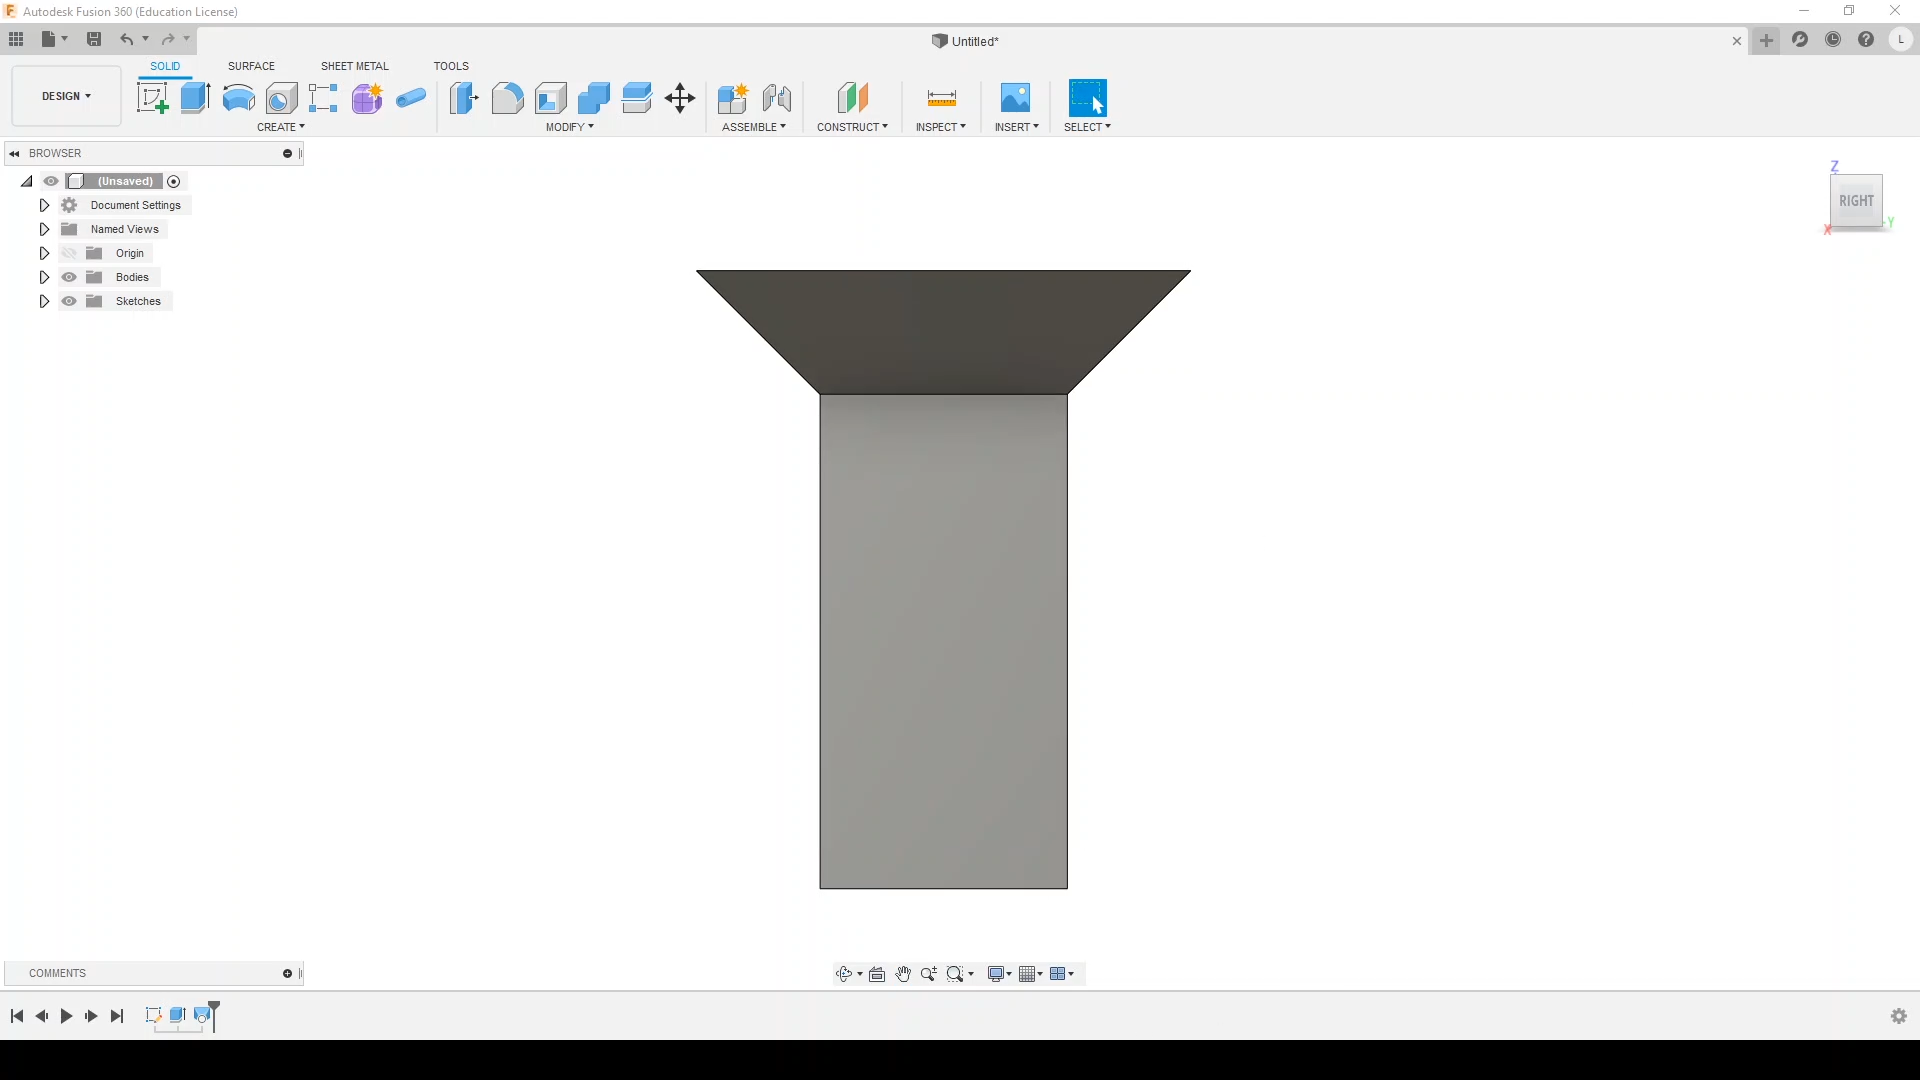 Autodesk Fusion 360 (Education License)
Untitled*
L
SOLID
SURFACE
SHEET METAL
TOOLS
DESIGN
CREATE
MODIFY
ASSEMBLE
CONSTRUCT
INSPECT
INSERT
SELECT
BROWSER
(Unsaved)
Document Settings
Named Views
Origin
Bodies
Sketches
Z
RIGHT
X
-Y
COMMENTS